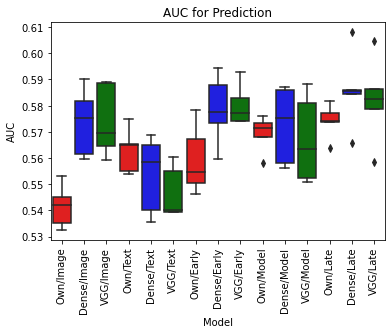 AUC for Prediction
AUC
0.61
0.60
0.59
0.58
0.57
0.56
0.55
0.54
0.53
Own/Image
Dense/Image
VGG/Image
Own/Text
Dense/Text
VGG/Text
Own/Early
Dense/Early
VGG/Early
Own/Model
Dense/Model
VGG/Model
Own/Late
Dense/Late
VGG/Late
Model